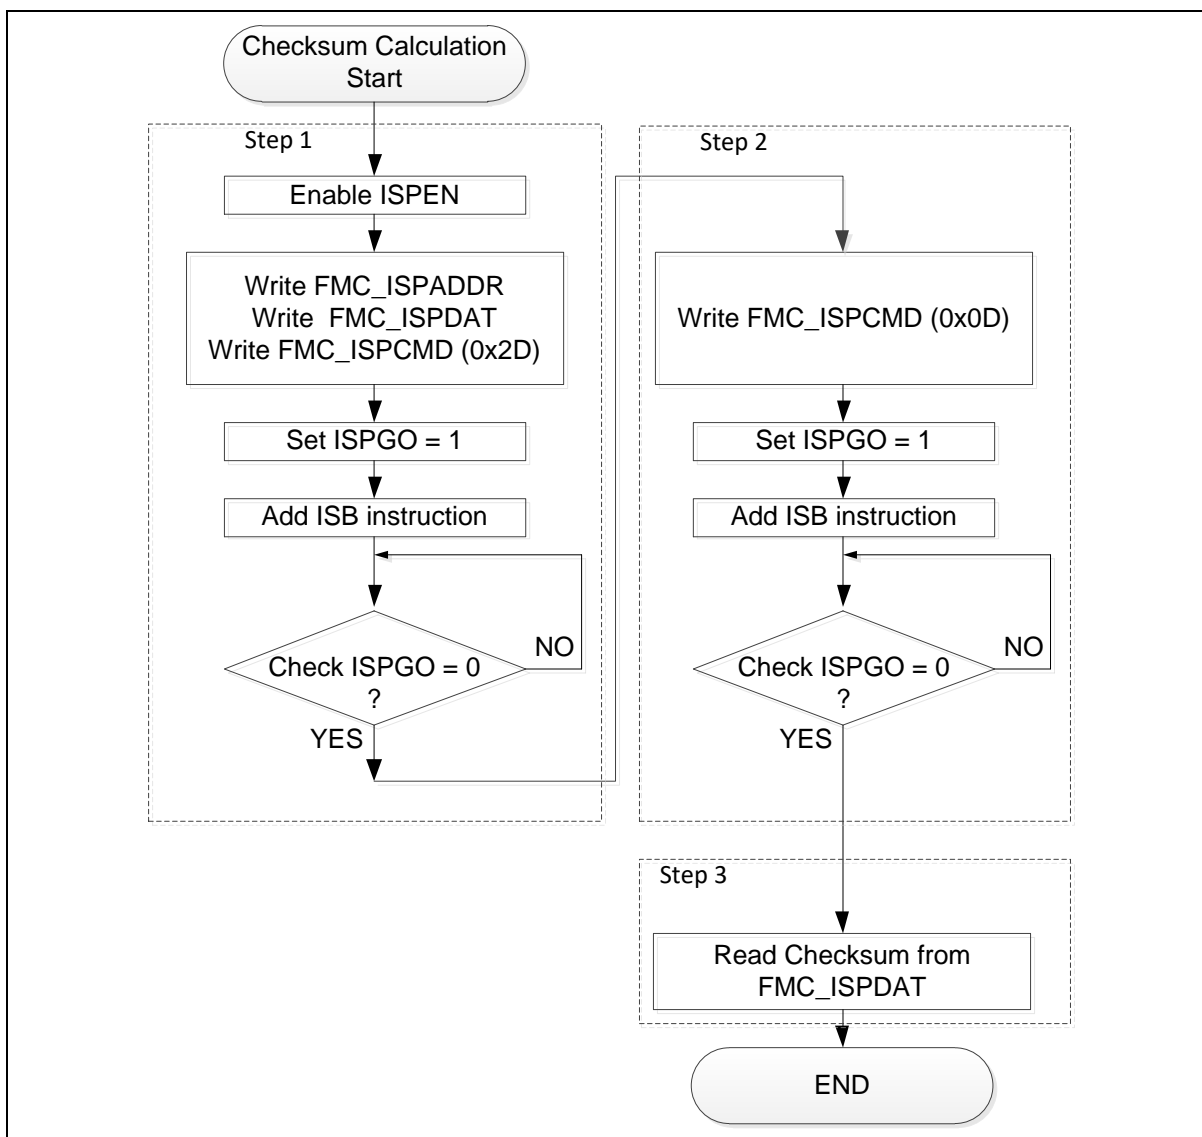 Checksum Calculation
Start
Step 1
Enable ISPEN
Write FMC_ISPADDR
Write  FMC_ISPDAT
Write FMC_ISPCMD (0x2D)
Set ISPGO = 1
Add ISB instruction
NO
Check ISPGO = 0
?
YES
Step 2
Write FMC_ISPCMD (0x0D)
Set ISPGO = 1
Add ISB instruction
NO
Check ISPGO = 0
?
YES
Step 3
Read Checksum from
FMC_ISPDAT
END